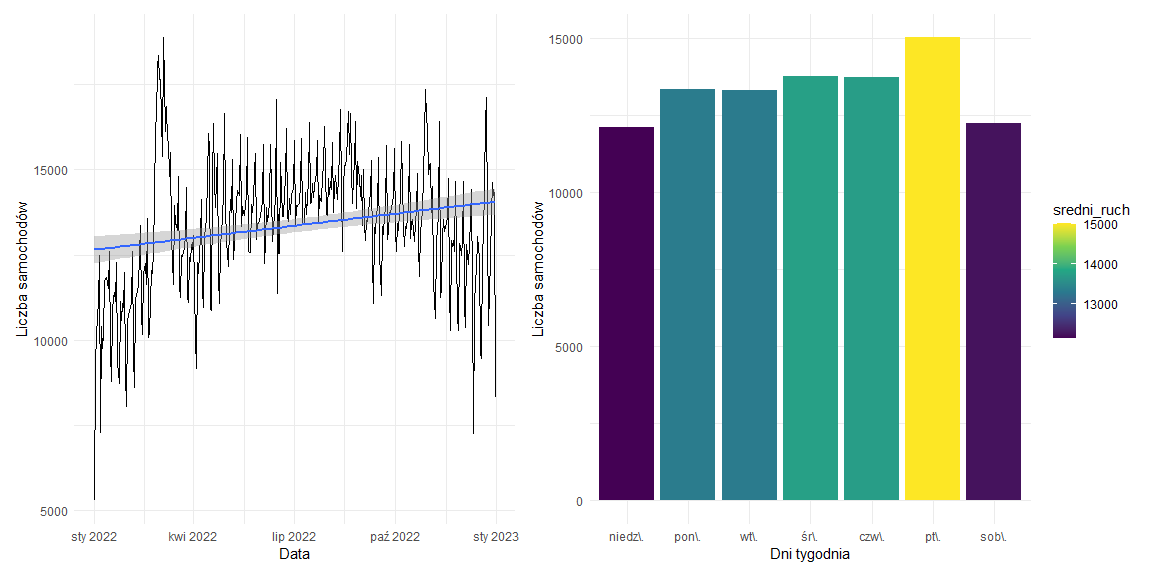 Liczba samochodów
15000
10000
5000
sty 2022
kwi 2022
lip 2022
paź 2022
sty 2023
Data
Liczba samochodów
15000
10000
5000
0
niedz\.
pon\.
wt\.
śr\.
czw\.
pt\.
sob\.
Dni tygodnia
sredni_ruch
15000
14000
13000